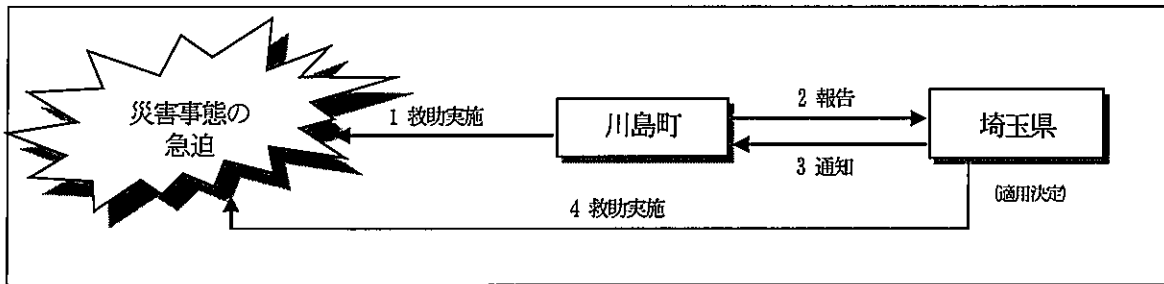 災害事態の
急迫
1 救助実施
川島町
2 報告
3 通知
埼玉県
(適用決定)
4 救助実施